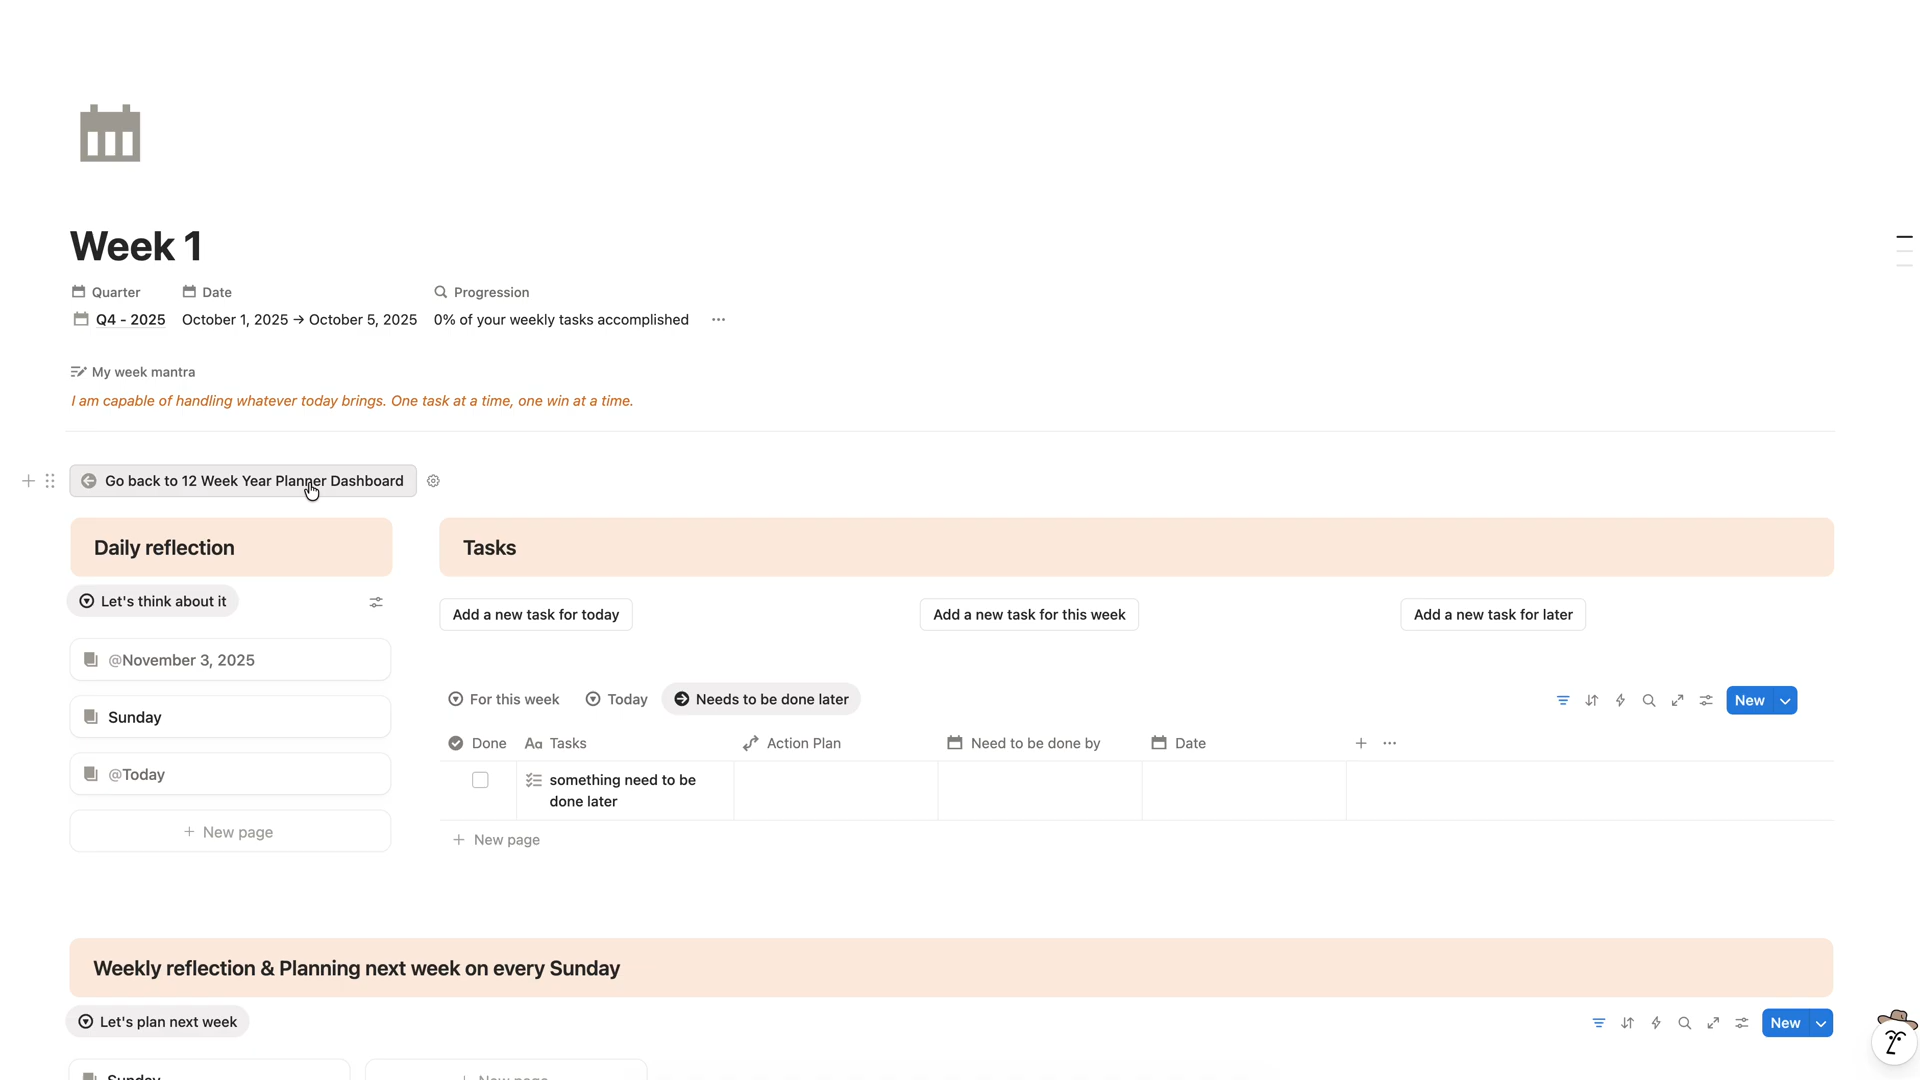 Week 1
Quarter Date Progression
Q4 - 2025 October 1, 2025 → October 5, 2025 0% of your weekly tasks accomplished
My week mantra
I am capable of handling whatever today brings. One task at a time, one win at a time.
Go back to 12 Week Year Planner Dashboard
Daily reflection
Let's think about it
@November 3, 2025
Sunday
@Today
+ New page
Tasks
Add a new task for today
Add a new task for this week
Add a new task for later
For this week Today Needs to be done later
New
Done Aa Tasks Action Plan Need to be done by Date
something need to be
done later
+ New page
Weekly reflection & Planning next week on every Sunday
Let's plan next week
New
Sunday
+ New page